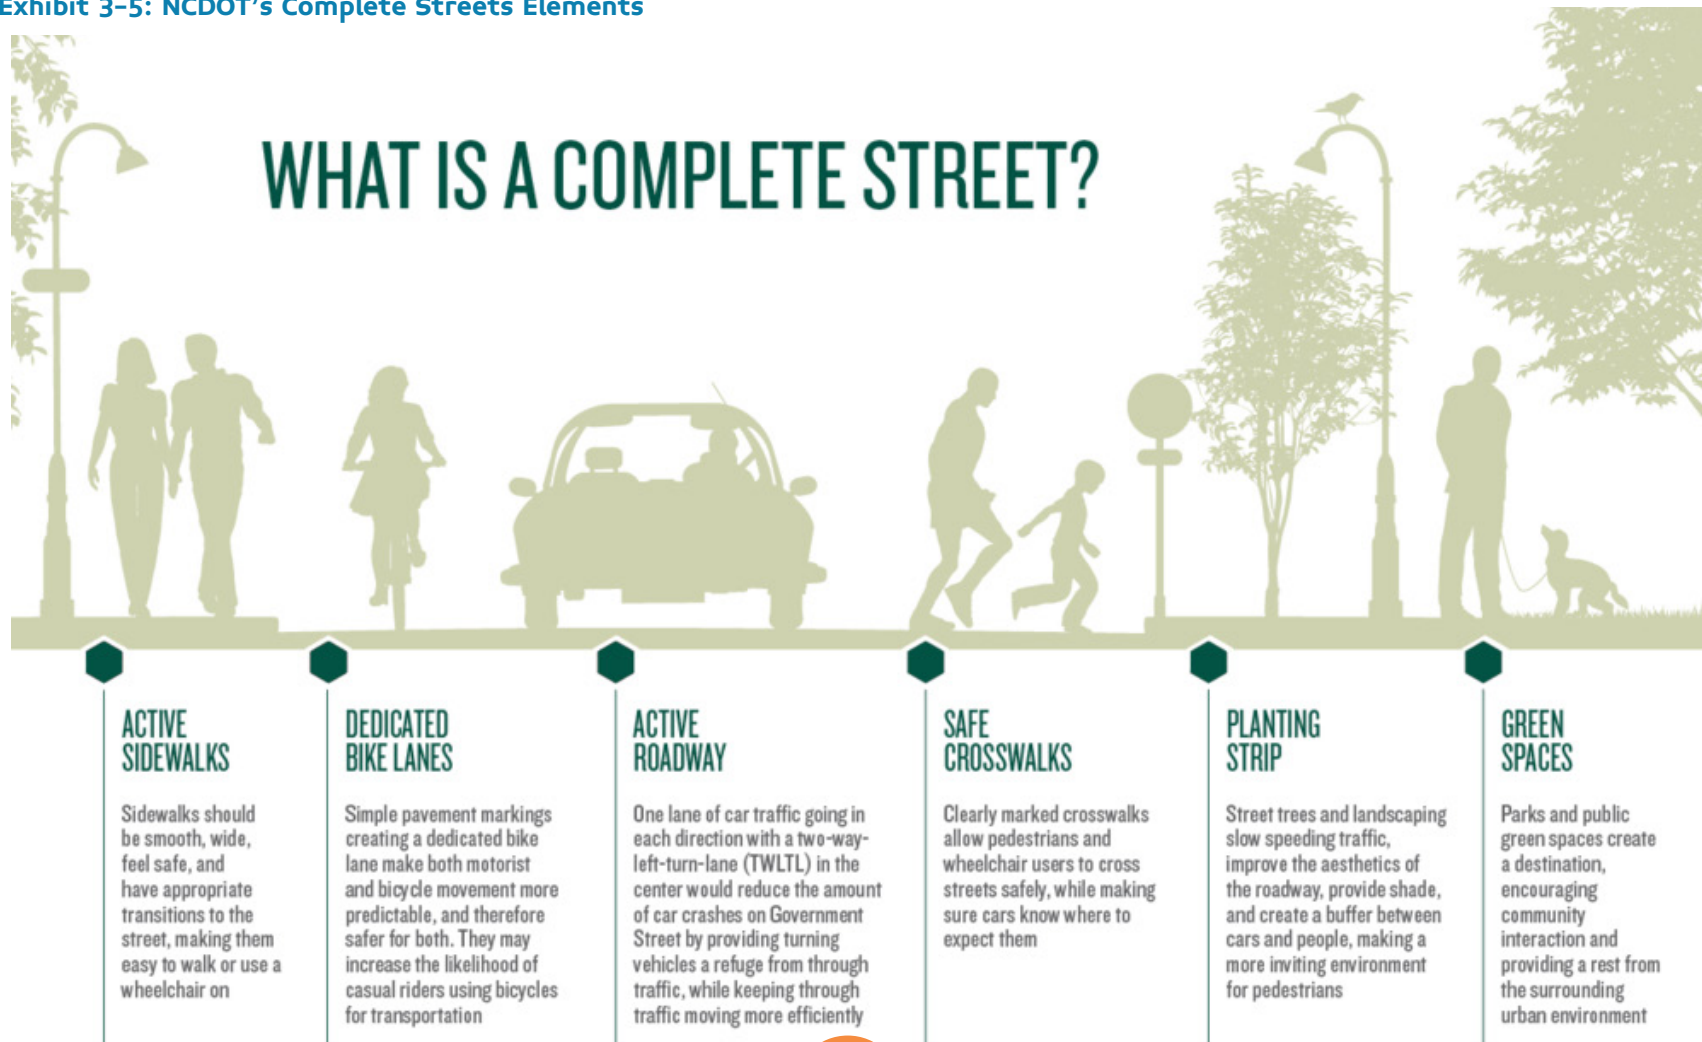 Exhibit 3-5: NCDOT's Complete Streets Elements
WHAT IS A COMPLETE STREET?
ACTIVE
SIDEWALKS
Sidewalks should
be smooth, wide,
feel safe, and
have appropriate
transitions to the
street, making them
easy to walk or use a
wheelchair on
DEDICATED
BIKE LANES
Simple pavement markings
creating a dedicated bike
lane make both motorist
and bicycle movement more
predictable, and therefore
safer for both. They may
increase the likelihood of
casual riders using bicycles
for transportation
ACTIVE
ROADWAY
One lane of car traffic going in
each direction with a two-way-
left-turn-lane (TWLTL) in the
center would reduce the amount
of car crashes on Government
Street by providing turning
vehicles a refuge from through
traffic, while keeping through
traffic moving more efficiently
SAFE
CROSSWALKS
Clearly marked crosswalks
allow pedestrians and
wheelchair users to cross
streets safely, while making
sure cars know where to
expect them
PLANTING
STRIP
Street trees and landscaping
slow speeding traffic,
improve the aesthetics of
the roadway, provide shade,
and create a buffer between
cars and people, making a
more inviting environment
for pedestrians
GREEN
SPACES
Parks and public
green spaces create
a destination,
encouraging
community
interaction and
providing a rest from
the surrounding
urban environment